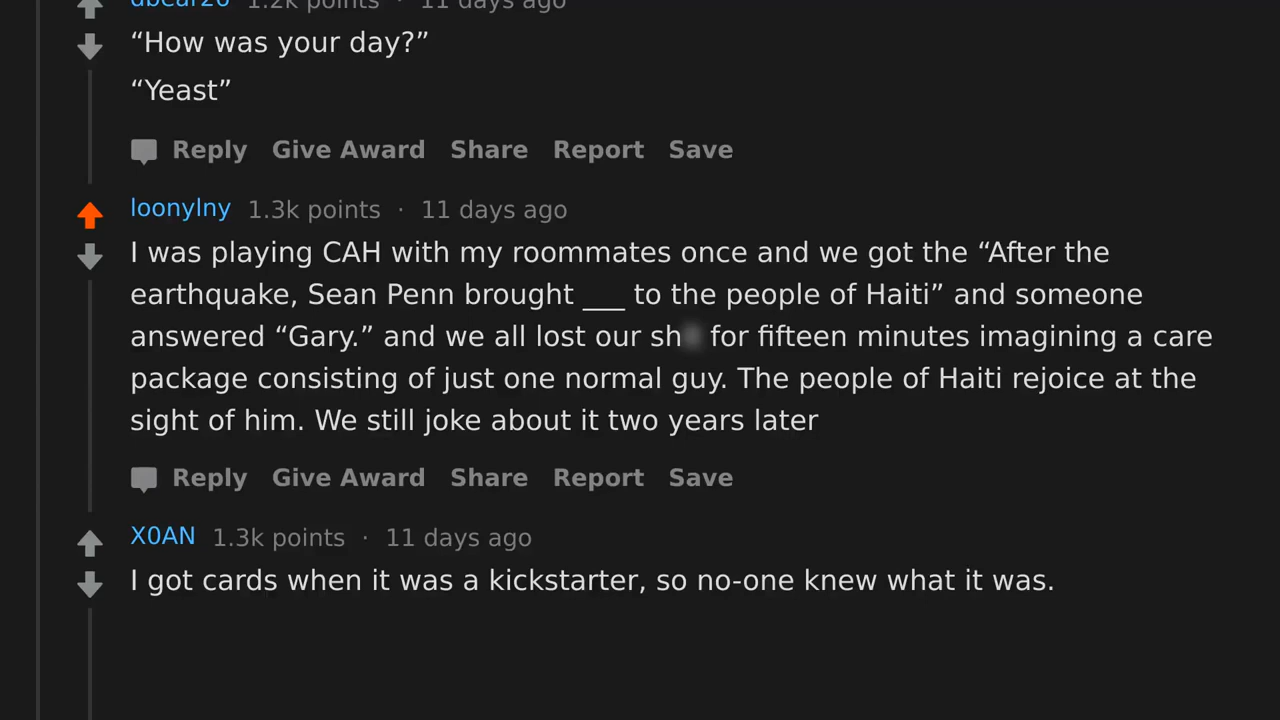 dbear26 1.2k points · 11 days ago
“How was your day?”
“Yeast”
Reply Give Award Share Report Save
loonylny 1.3k points · 11 days ago
I was playing CAH with my roommates once and we got the “After the
earthquake, Sean Penn brought ___ to the people of Haiti” and someone
answered “Gary.” and we all lost our sh for fifteen minutes imagining a care
package consisting of just one normal guy. The people of Haiti rejoice at the
sight of him. We still joke about it two years later
Reply Give Award Share Report Save
X0AN 1.3k points · 11 days ago
I got cards when it was a kickstarter, so no-one knew what it was.